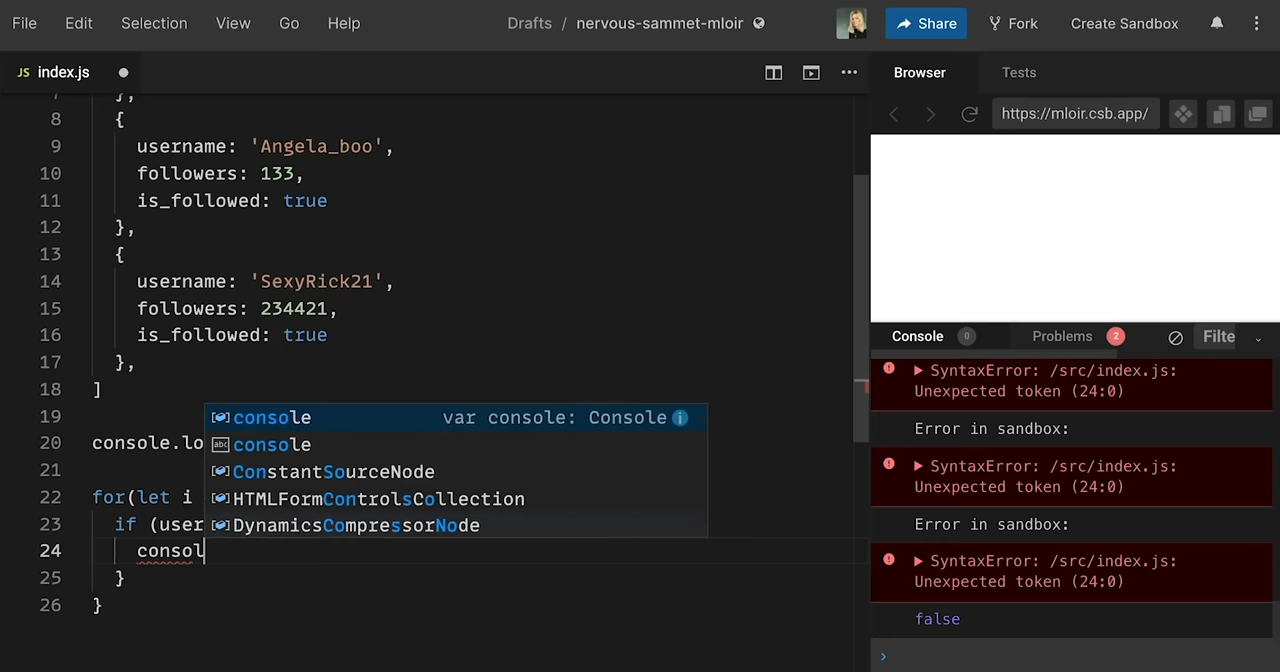 File Edit Selection View Go Help Drafts / nervous-sammet-mloir Share Fork Create Sandbox
JS index.js Browser Tests
https://mloir.csb.app/
7 },
8 {
9 username: 'Angela_boo',
10 followers: 133,
11 is_followed: true
12 },
13 {
14 username: 'SexyRick21',
15 followers: 234421,
16 is_followed: true
17 },
18 ]
19
20 console.lo
21
22 for(let i
23 if (user
24 consol
25 }
26 }
console var console: Console
console
ConstantSourceNode
HTMLFormControlsCollection
DynamicsCompressorNode
Console 0 Problems 2 Filte
SyntaxError: /src/index.js:
Unexpected token (24:0)
Error in sandbox:
SyntaxError: /src/index.js:
Unexpected token (24:0)
Error in sandbox:
SyntaxError: /src/index.js:
Unexpected token (24:0)
false